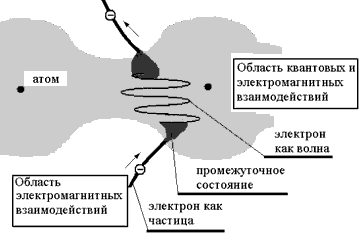 атом
Область квантовых и
электромагнитных
взаимодействий
электрон
как волна
промежуточное
состояние
Область
электромагнитных
взаимодействий
электрон как
частица